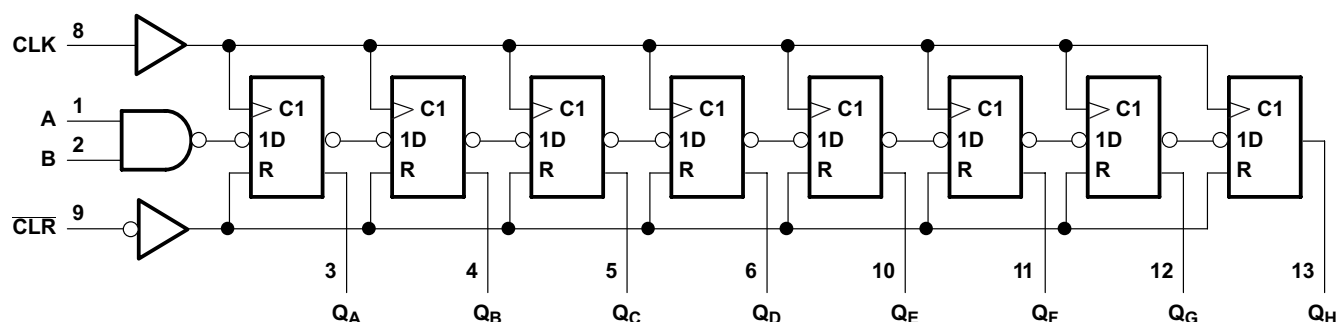 CLK 8
C1 C1 C1 C1 C1 C1 C1 C1
A 1
1D 1D 1D 1D 1D 1D 1D 1D
B 2
R R R R R R R R
CLR 9
3 4 5 6 10 11 12 13
QA QB QC QD QE QF QG QH